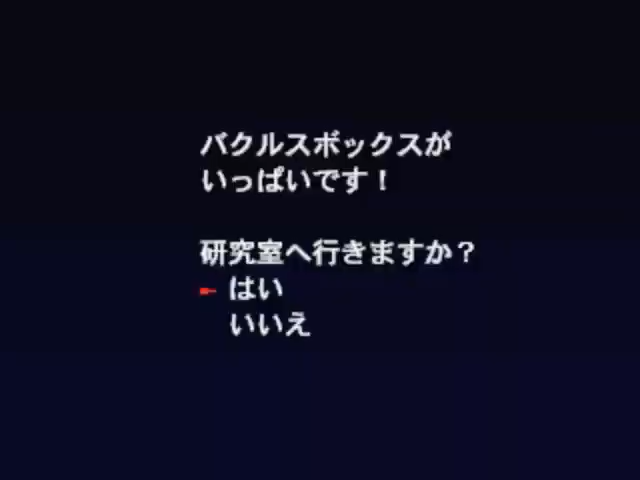 バクルスボックスが
いっぱいです！
研究室へ行きますか？
はい
いいえ